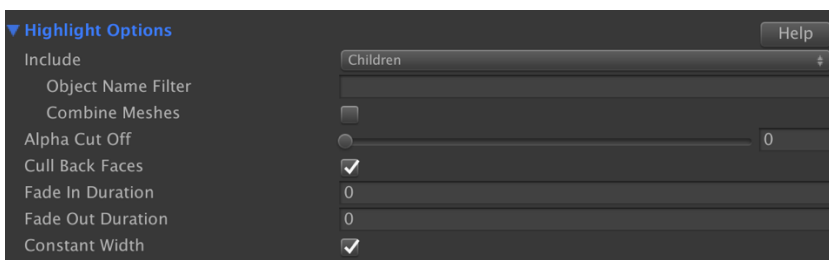 Highlight Options Help
Include Children
Object Name Filter
Combine Meshes
Alpha Cut Off 0
Cull Back Faces
Fade In Duration 0
Fade Out Duration 0
Constant Width